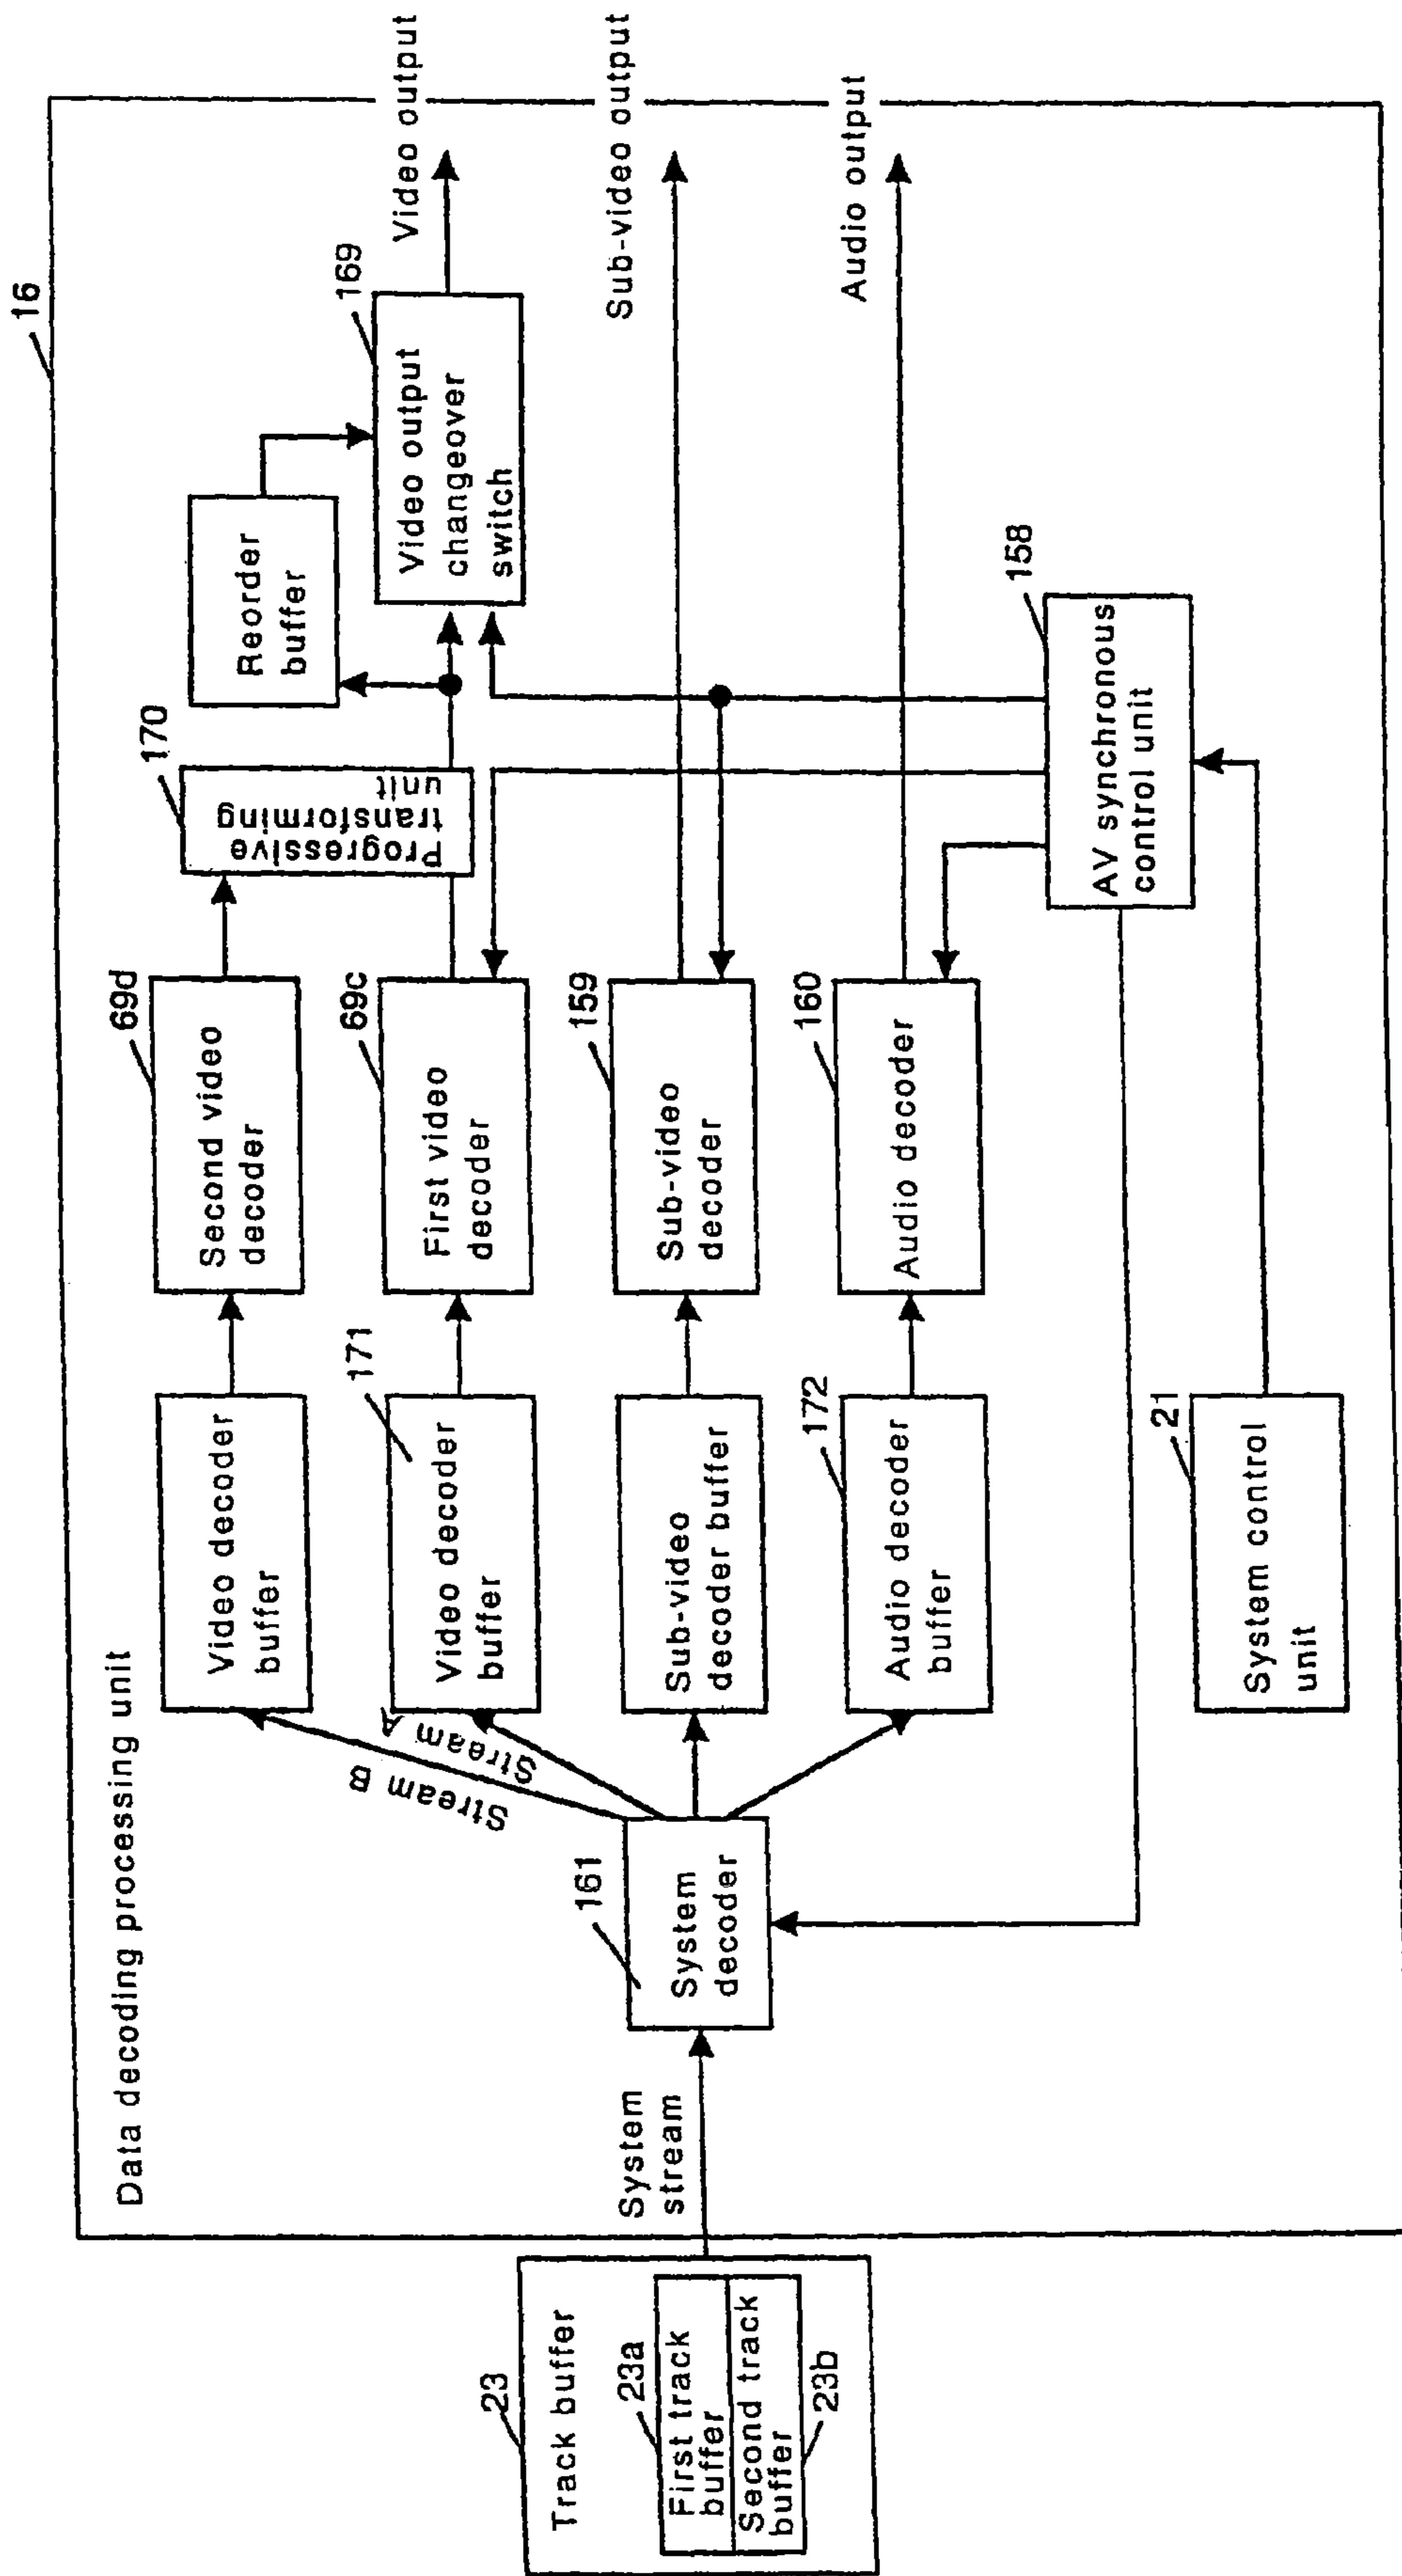 16
Data decoding processing unit
23
Track buffer
23a
First track
buffer
Second track
buffer
23b
System
stream
161
System
decoder
Stream B
Stream A
Video decoder
buffer
171
Video decoder
buffer
Sub-video
decoder buffer
172
Audio decoder
buffer
21
System control
unit
69d
Second video
decoder
69c
First video
decoder
159
Sub-video
decoder
160
Audio decoder
170
Progressive
transforming
unit
Reorder
buffer
158
AV synchronous
control unit
169
Video output
changeover
switch
Video output
Sub-video output
Audio output